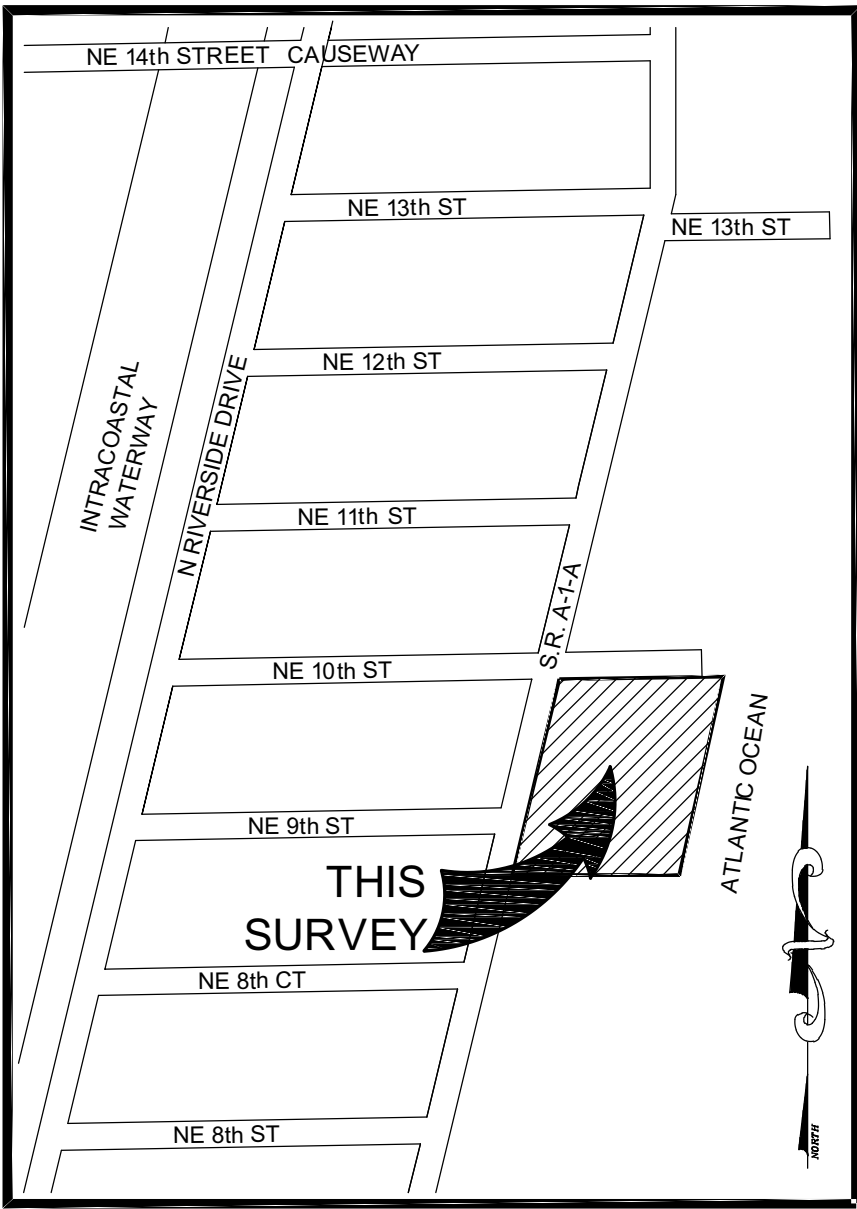 NE 14th STREET CAUSEWAY
NE 13th ST
NE 13th ST
NE 12th ST
INTRACOASTAL
WATERWAY
N RIVERSIDE DRIVE
NE 11th ST
S.R. A-1-A
NE 10th ST
ATLANTIC OCEAN
NE 9th ST
THIS
SURVEY
NE 8th CT
NE 8th ST
NORTH